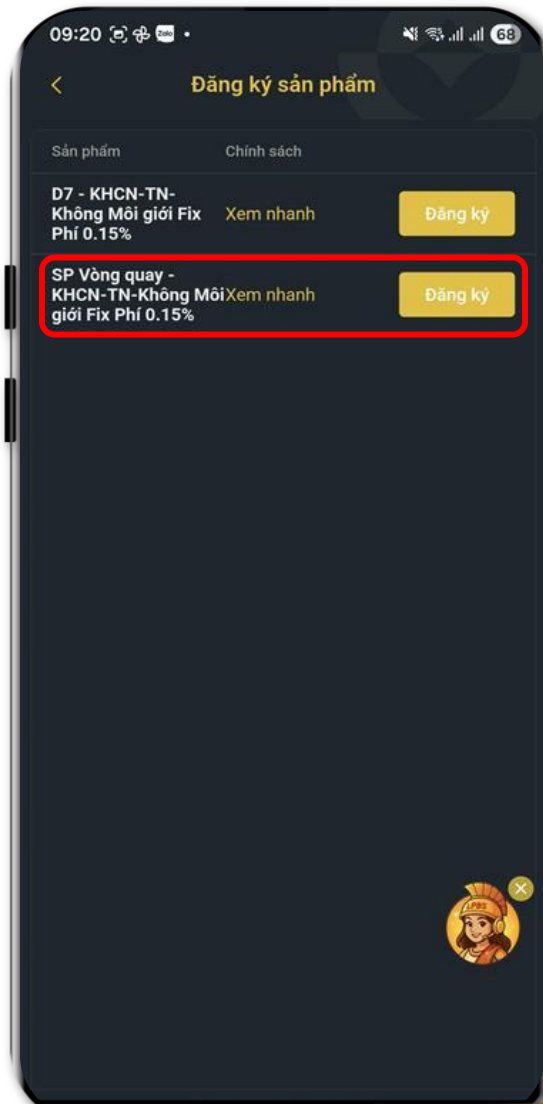 09:20 Zalo 68
Đăng ký sản phẩm
Sản phẩm Chính sách
D7 - KHCN-TN-
Không Môi giới Fix Xem nhanh Đăng ký
Phí 0.15%
SP Vòng quay -
KHCN-TN-Không Môi Xem nhanh Đăng ký
giới Fix Phí 0.15%
LPBS